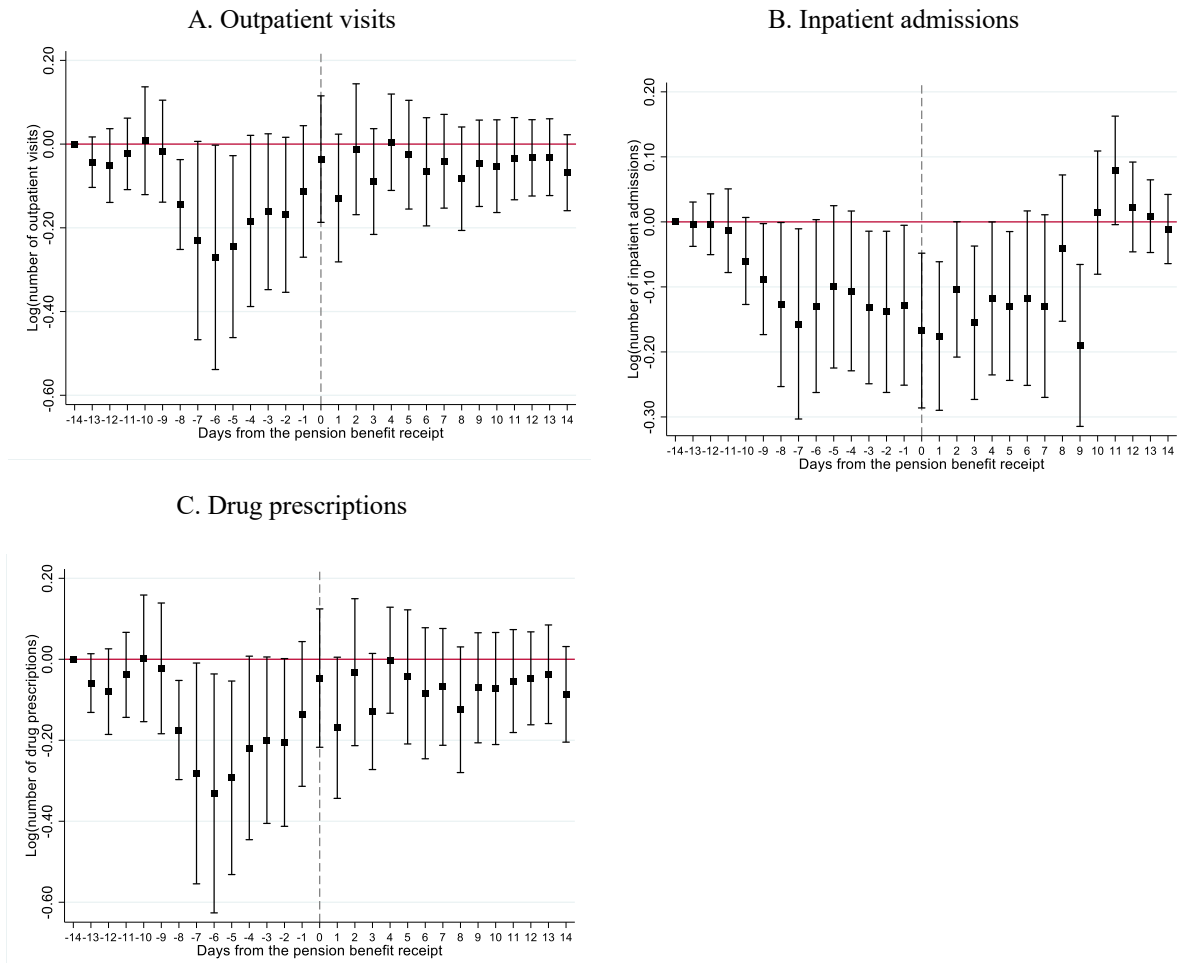 A. Outpatient visits
Log(number of outpatient visits)
0.20
0.00
-0.20
-0.40
-0.60
-14 -13 -12 -11 -10 -9 -8 -7 -6 -5 -4 -3 -2 -1 0 1 2 3 4 5 6 7 8 9 10 11 12 13 14
Days from the pension benefit receipt
B. Inpatient admissions
Log(number of inpatient admissions)
0.20
0.10
0.00
-0.10
-0.20
-0.30
-14 -13 -12 -11 -10 -9 -8 -7 -6 -5 -4 -3 -2 -1 0 1 2 3 4 5 6 7 8 9 10 11 12 13 14
Days from the pension benefit receipt
C. Drug prescriptions
Log(number of drug prescriptions)
0.20
0.00
-0.20
-0.40
-0.60
-14 -13 -12 -11 -10 -9 -8 -7 -6 -5 -4 -3 -2 -1 0 1 2 3 4 5 6 7 8 9 10 11 12 13 14
Days from the pension benefit receipt